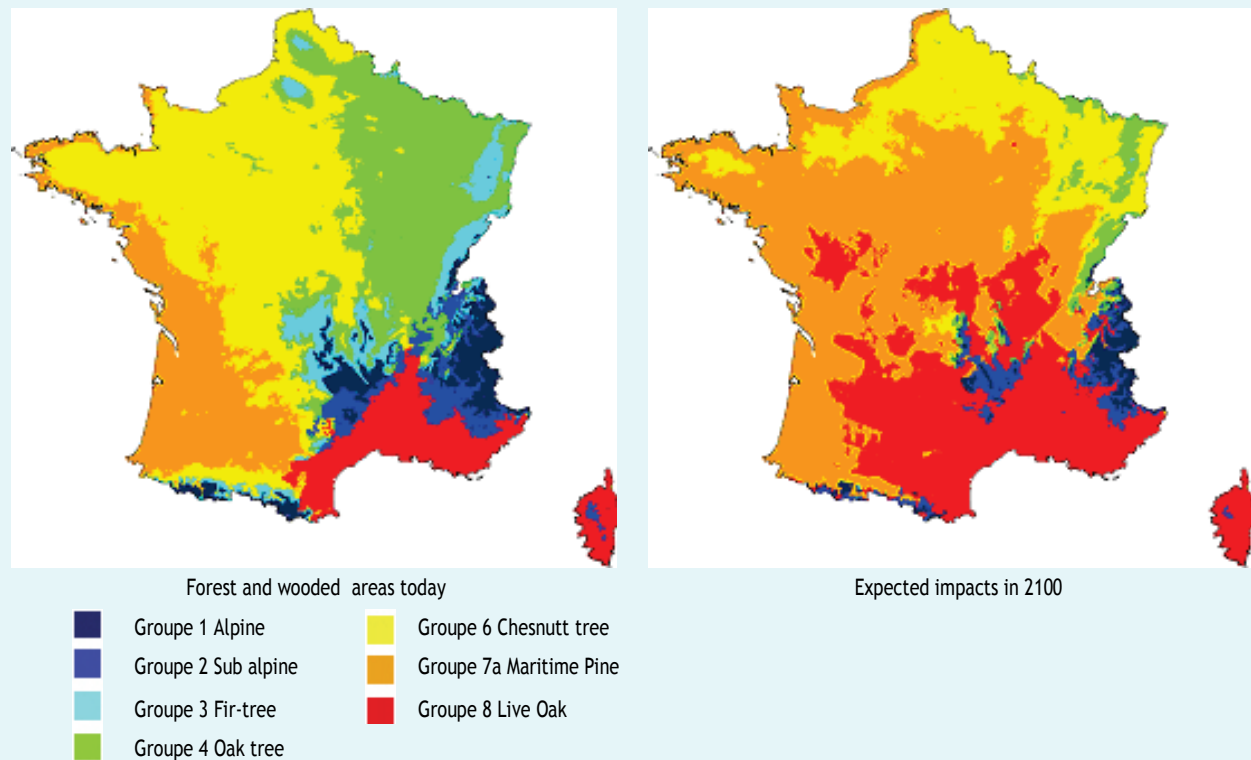 Forest and wooded areas today
Expected impacts in 2100
Groupe 1 Alpine
Groupe 2 Sub alpine
Groupe 3 Fir-tree
Groupe 4 Oak tree
Groupe 6 Chesnutt tree
Groupe 7a Maritime Pine
Groupe 8 Live Oak